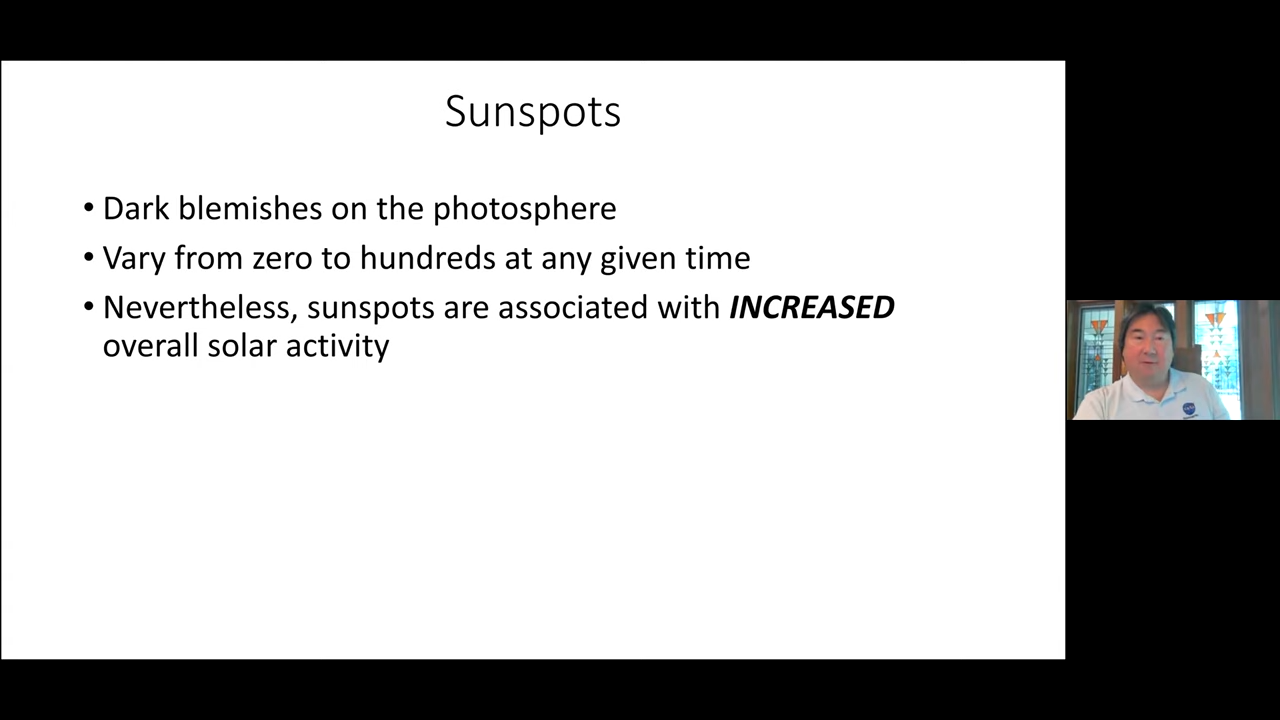 Sunspots
• Dark blemishes on the photosphere
• Vary from zero to hundreds at any given time
• Nevertheless, sunspots are associated with INCREASED
overall solar activity